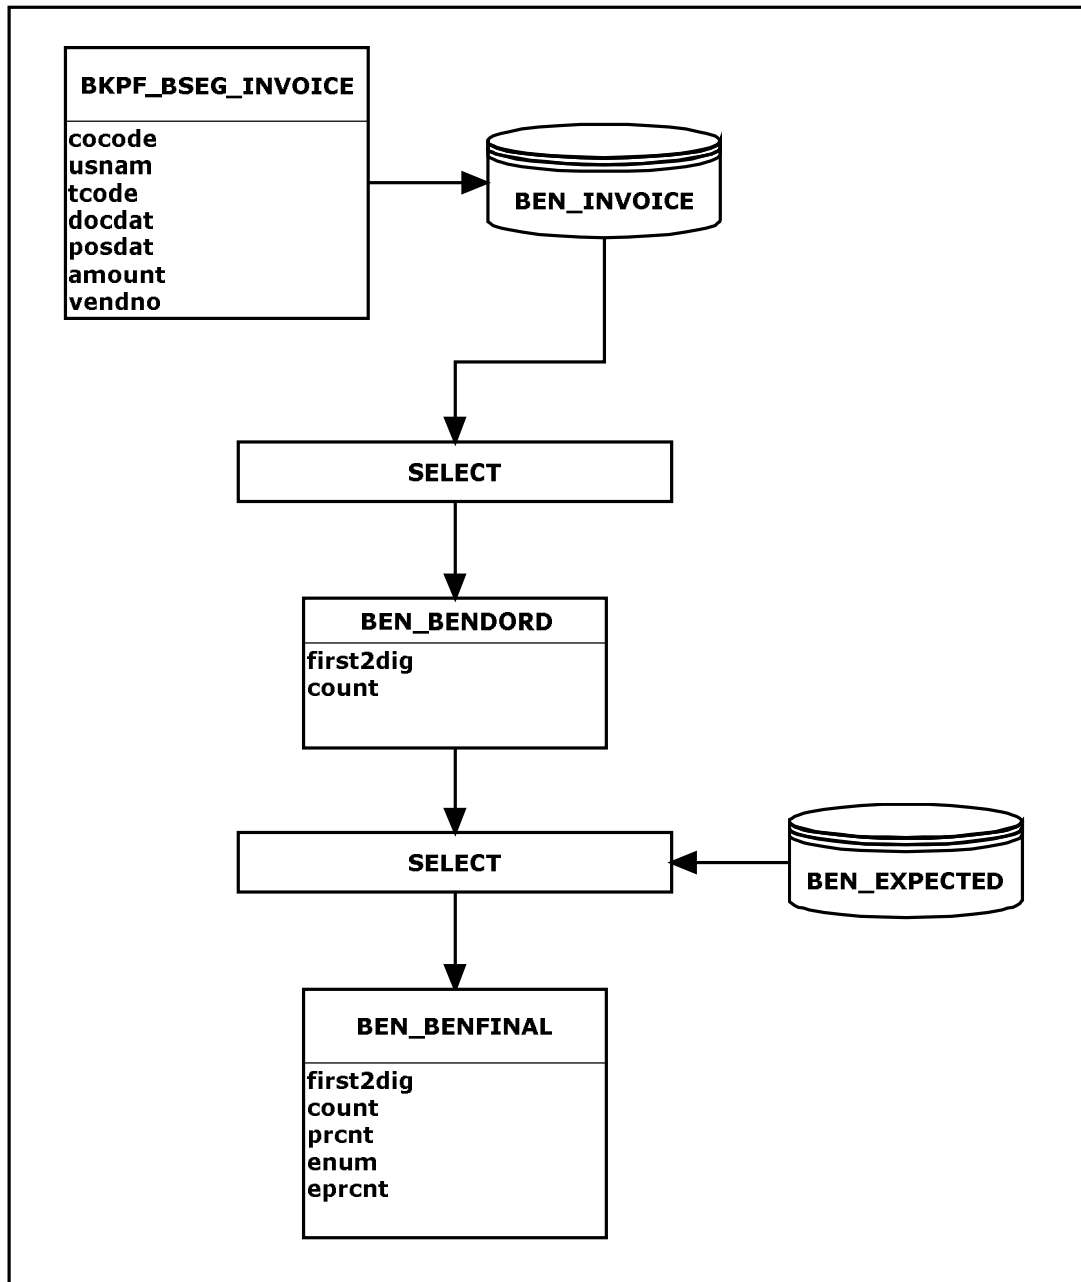 BKPF_BSEG_INVOICE
cocode
usnam
tcode
docdat
posdat
amount
vendno
BEN_INVOICE
SELECT
BEN_BENDORD
first2dig
count
SELECT
BEN_EXPECTED
BEN_BENFINAL
first2dig
count
prcnt
enum
eprcnt